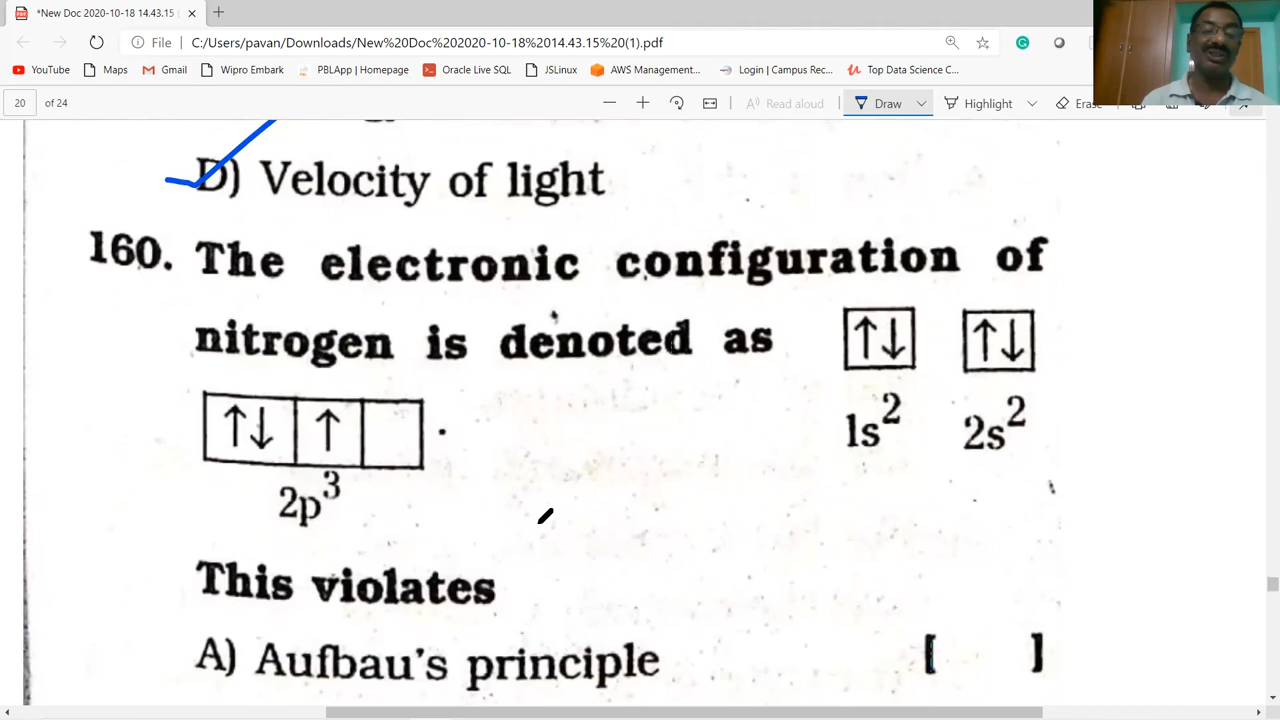 *New Doc 2020-10-18 14.43.15 (
File C:/Users/pavan/Downloads/New%20Doc%202020-10-18%2014.43.15%20(1).pdf
YouTube Maps Gmail Wipro Embark PBLApp | Homepage Oracle Live SQL JSLinux AWS Management... Login | Campus Rec... Top Data Science C...
20 of 24 Read aloud Draw Highlight Erase
D) Velocity of light
160. The electronic configuration of
nitrogen is denoted as ↑↓ ↑↓
1s² 2s²
↑↓ ↑ .
2p³
This violates
A) Aufbau's principle [ ]